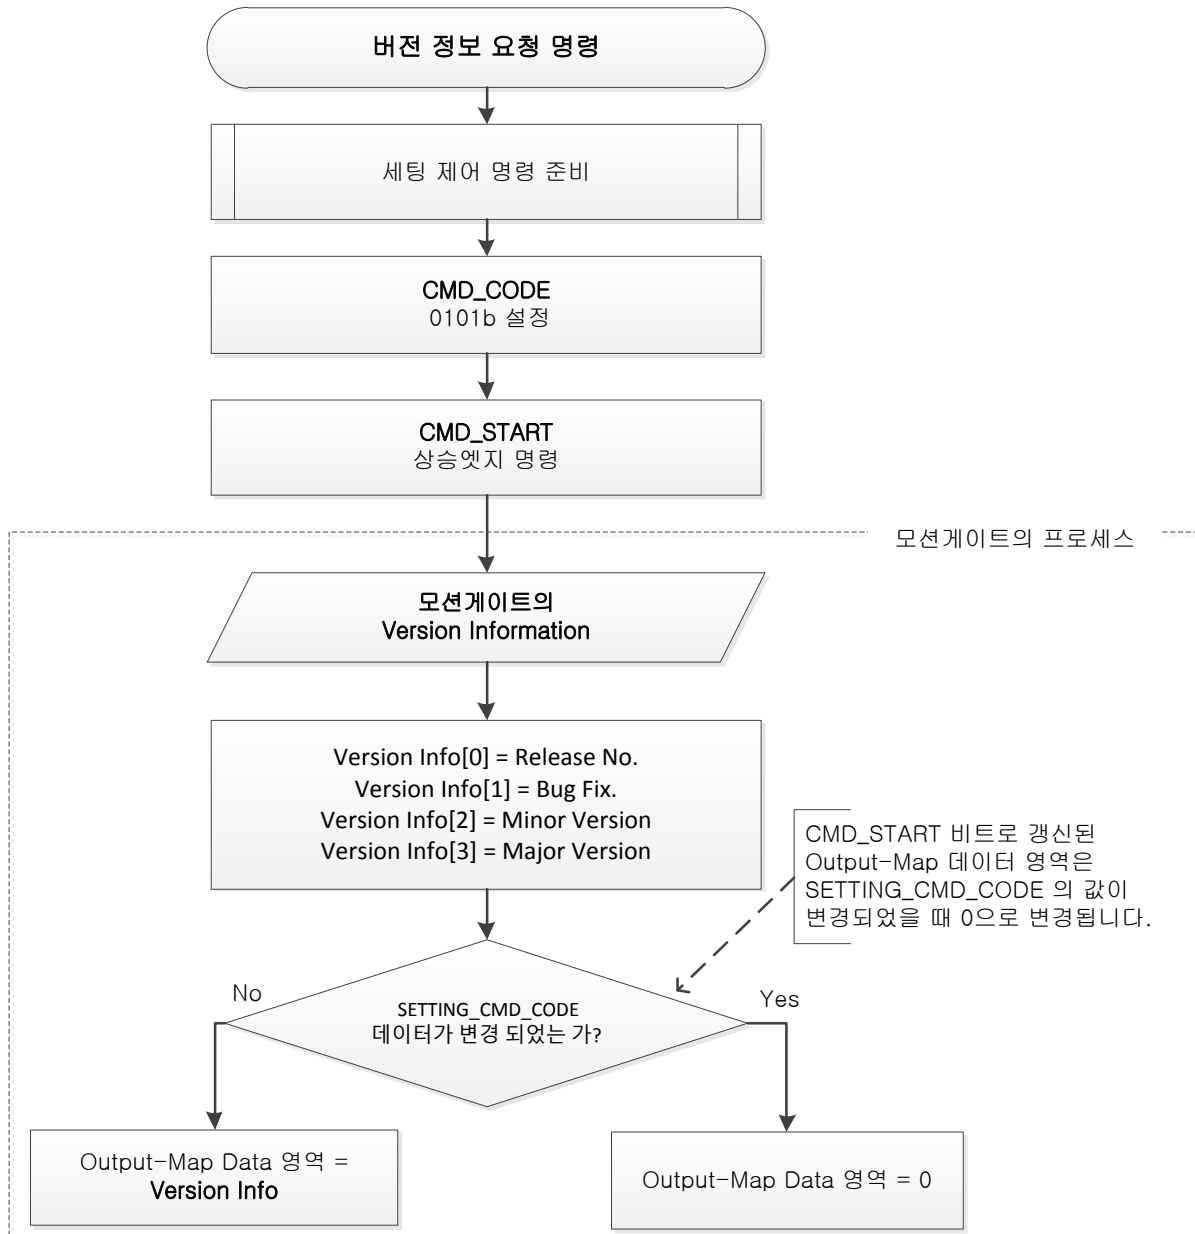 버전 정보 요청 명령
세팅 제어 명령 준비
CMD_CODE
0101b 설정
CMD_START
상승엣지 명령
모션게이트의 프로세스
모션게이트의
Version Information
Version Info[0] = Release No.
Version Info[1] = Bug Fix.
Version Info[2] = Minor Version
Version Info[3] = Major Version
CMD_START 비트로 갱신된
Output-Map 데이터 영역은
SETTING_CMD_CODE 의 값이
변경되었을 때 0으로 변경됩니다.
SETTING_CMD_CODE
데이터가 변경 되었는 가?
No
Yes
Output-Map Data 영역 =
Version Info
Output-Map Data 영역 = 0